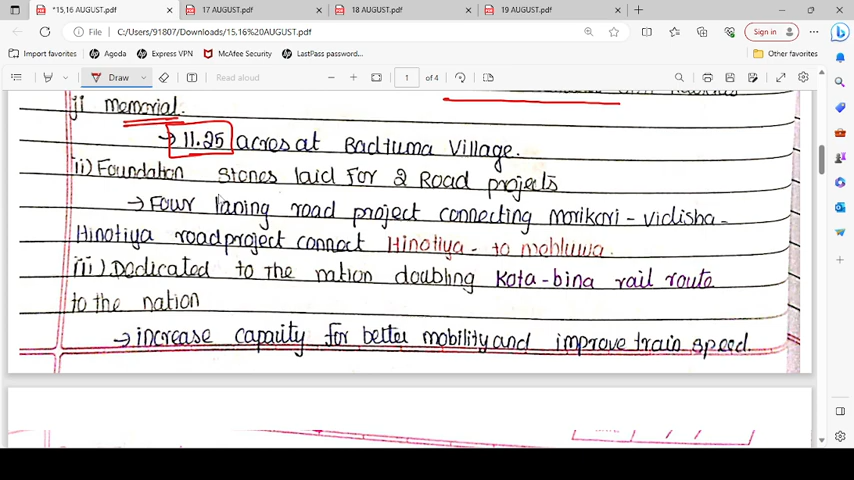 *15,16 AUGUST.pdf
17 AUGUST.pdf
18 AUGUST.pdf
19 AUGUST.pdf
File C:/Users/91807/Downloads/15,16%20AUGUST.pdf
Sign in
Import favorites Agoda Express VPN McAfee Security LastPass password... Other favorites
Draw Read aloud 1 of 4
ji memorial.
→ 11.25 acres at Badtuma Village.
ii) Foundation stones laid for 2 Road projects
→ Four laning road project connecting morikori - vidisha -
Hinotiya road project connect Hinotiya - to mehluwa.
iii) Dedicated to the nation doubling Kota - bina rail route
to the nation
→ increase capacity for better mobility and improve train speed.